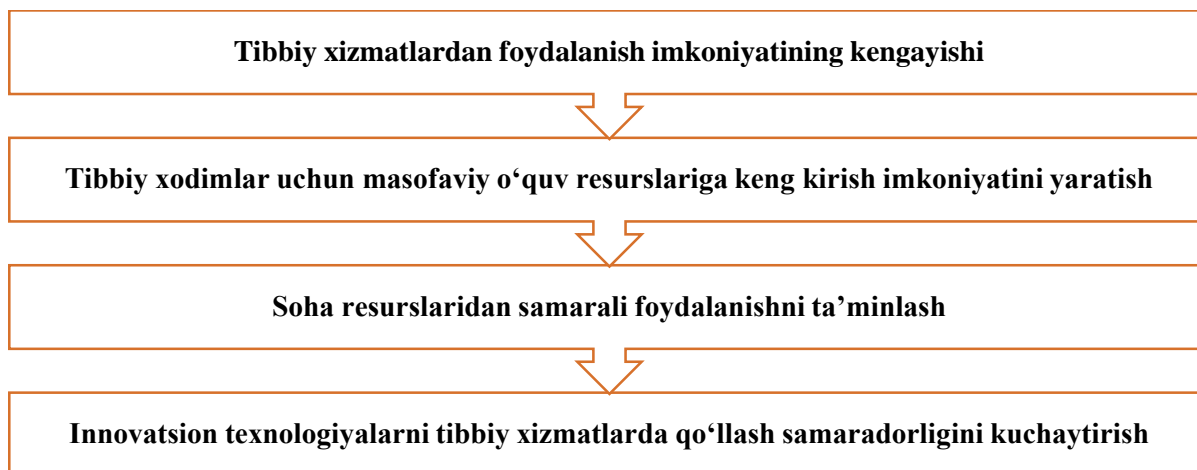 Tibbiy xizmatlardan foydalanish imkoniyatining kengayishi
Tibbiy xodimlar uchun masofaviy o‘quv resurslariga keng kirish imkoniyatini yaratish
Soha resurslaridan samarali foydalanishni ta’minlash
Innovatsion texnologiyalarni tibbiy xizmatlarda qo‘llash samaradorligini kuchaytirish